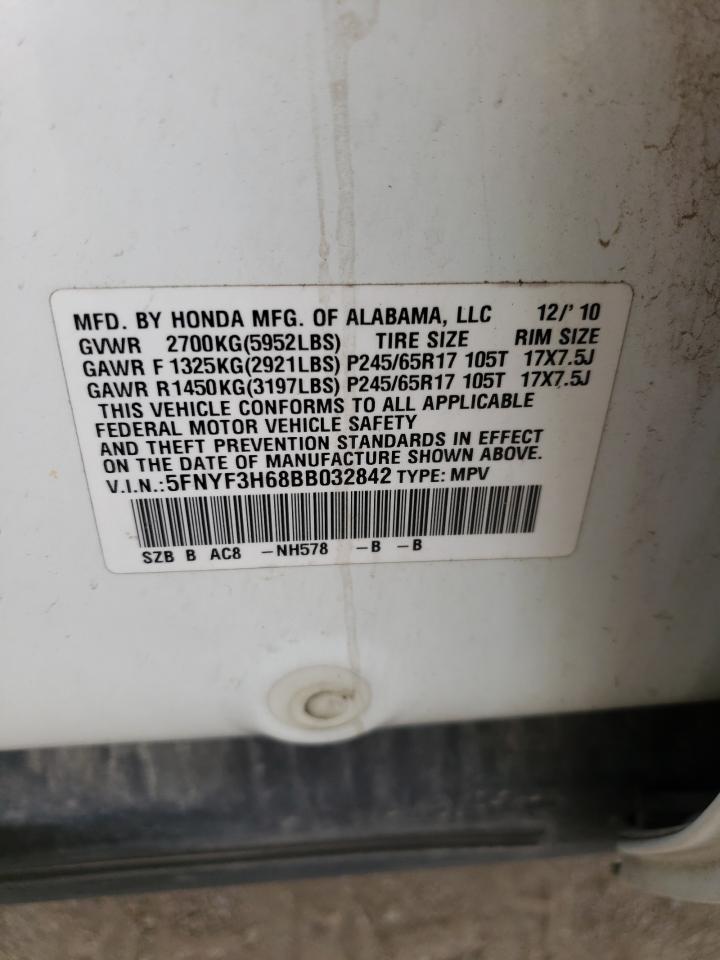 MFD. BY HONDA MFG. OF ALABAMA, LLC 12/' 10
GVWR 2700KG(5952LBS) TIRE SIZE RIM SIZE
GAWR F 1325KG(2921LBS) P245/65R17 105T 17X7.5J
GAWR R1450KG(3197LBS) P245/65R17 105T 17X7.5J
THIS VEHICLE CONFORMS TO ALL APPLICABLE
FEDERAL MOTOR VEHICLE SAFETY
AND THEFT PREVENTION STANDARDS IN EFFECT
ON THE DATE OF MANUFACTURE SHOWN ABOVE.
V.I.N.:5FNYF3H68BB032842 TYPE: MPV
SZB B AC8 -NH578 -B -B